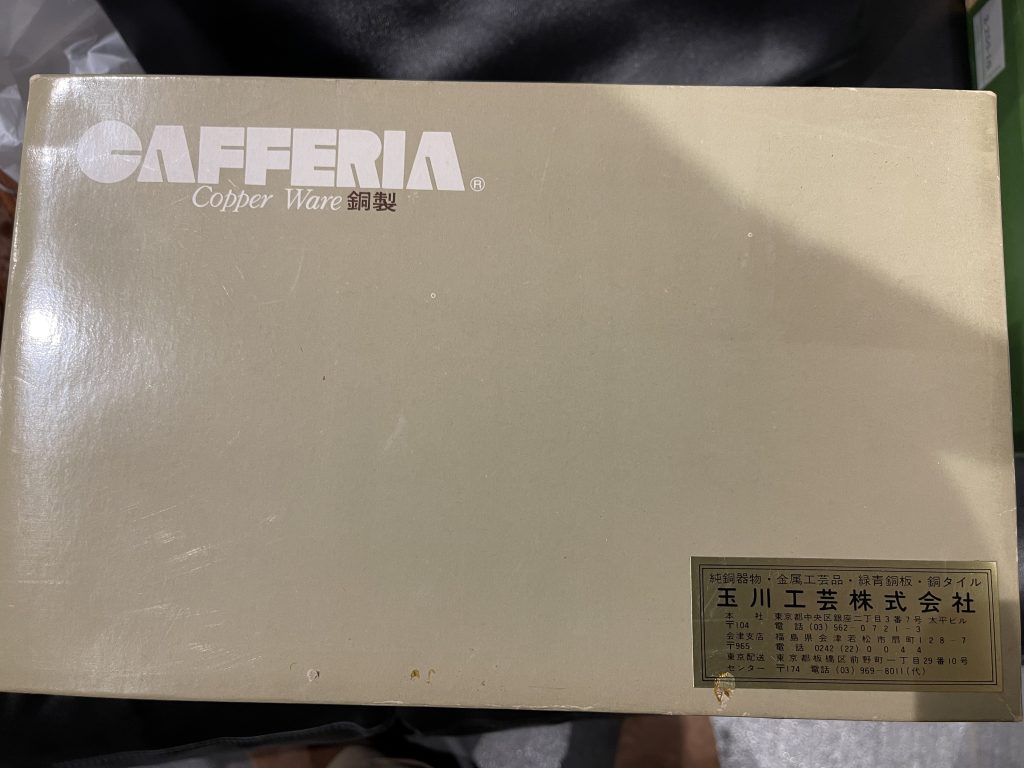 CAFFERIA®
Copper Ware 銅製
純銅器物・金属工芸品・緑青銅板・銅タイル
玉川工芸株式会社
本社 東京都中央区銀座二丁目3番7号 太平ビル
〒104 電話 (03) 562-0721-3
会津支店 福島県会津若松市扇町128-7
〒965 電話 0242 (22) 0044
東京配送 東京都板橋区前野町一丁目29番10号
センター 〒174 電話 (03) 969-8011(代)